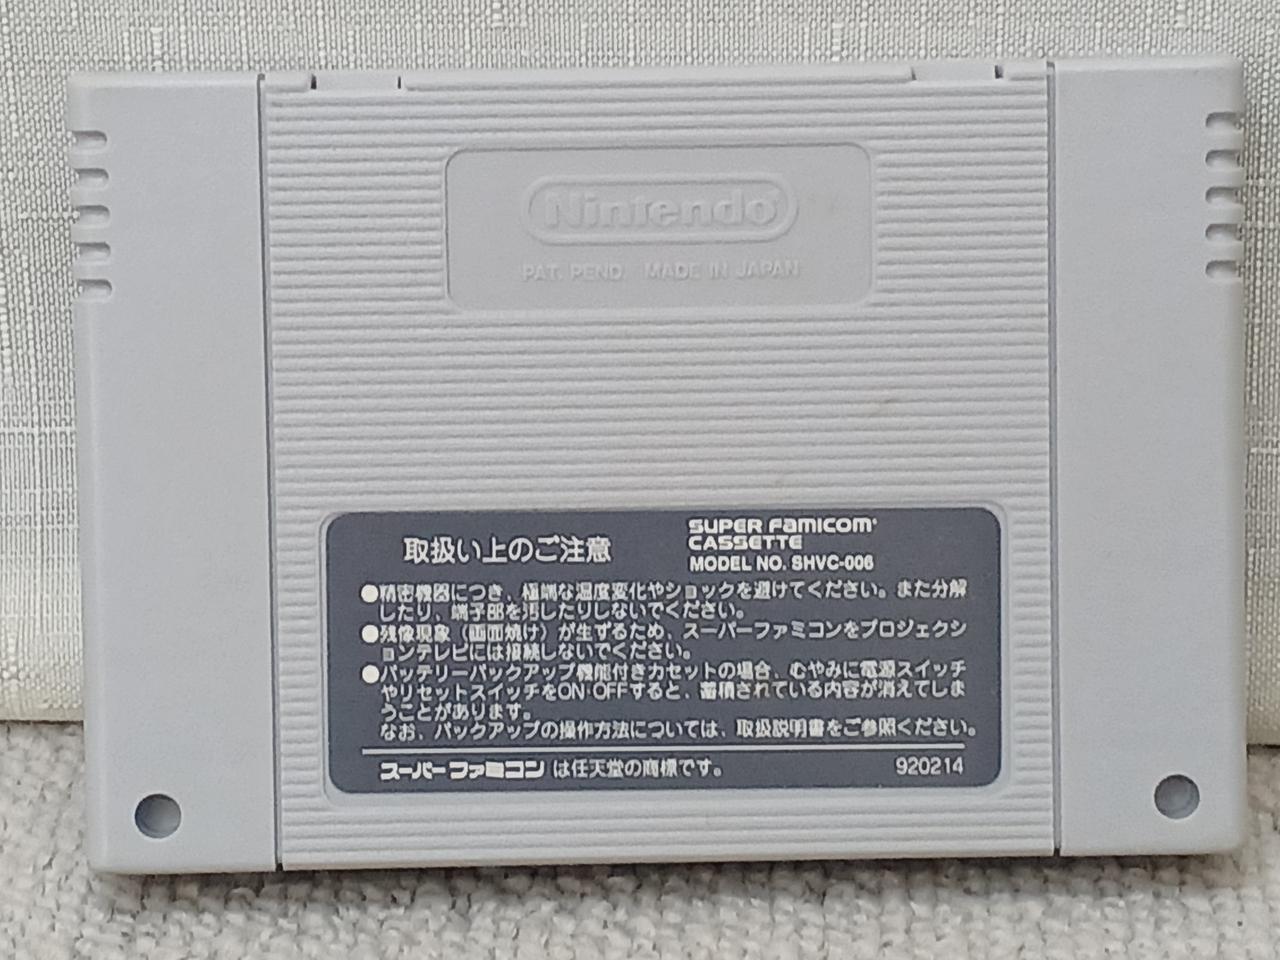 Nintendo
PAT. PEND. MADE IN JAPAN
取扱い上のご注意
SUPER FAMICOM
CASSETTE
MODEL NO. SHVC-006
●精密機器につき、極端な温度変化やショックを避けてください。また分解
したり、端子部を汚したりしないでください。
●残像現象（画面焼け）が生ずるため、スーパーファミコンをプロジェクシ
ョンテレビには接続しないでください。
●バッテリーバックアップ機能付きカセットの場合、むやみに電源スイッチ
やリセットスイッチをON・OFFすると、蓄積されている内容が消えてしま
うことがあります。
なお、バックアップの操作方法については、取扱説明書をご参照ください。
スーパーファミコンは任天堂の商標です。
920214